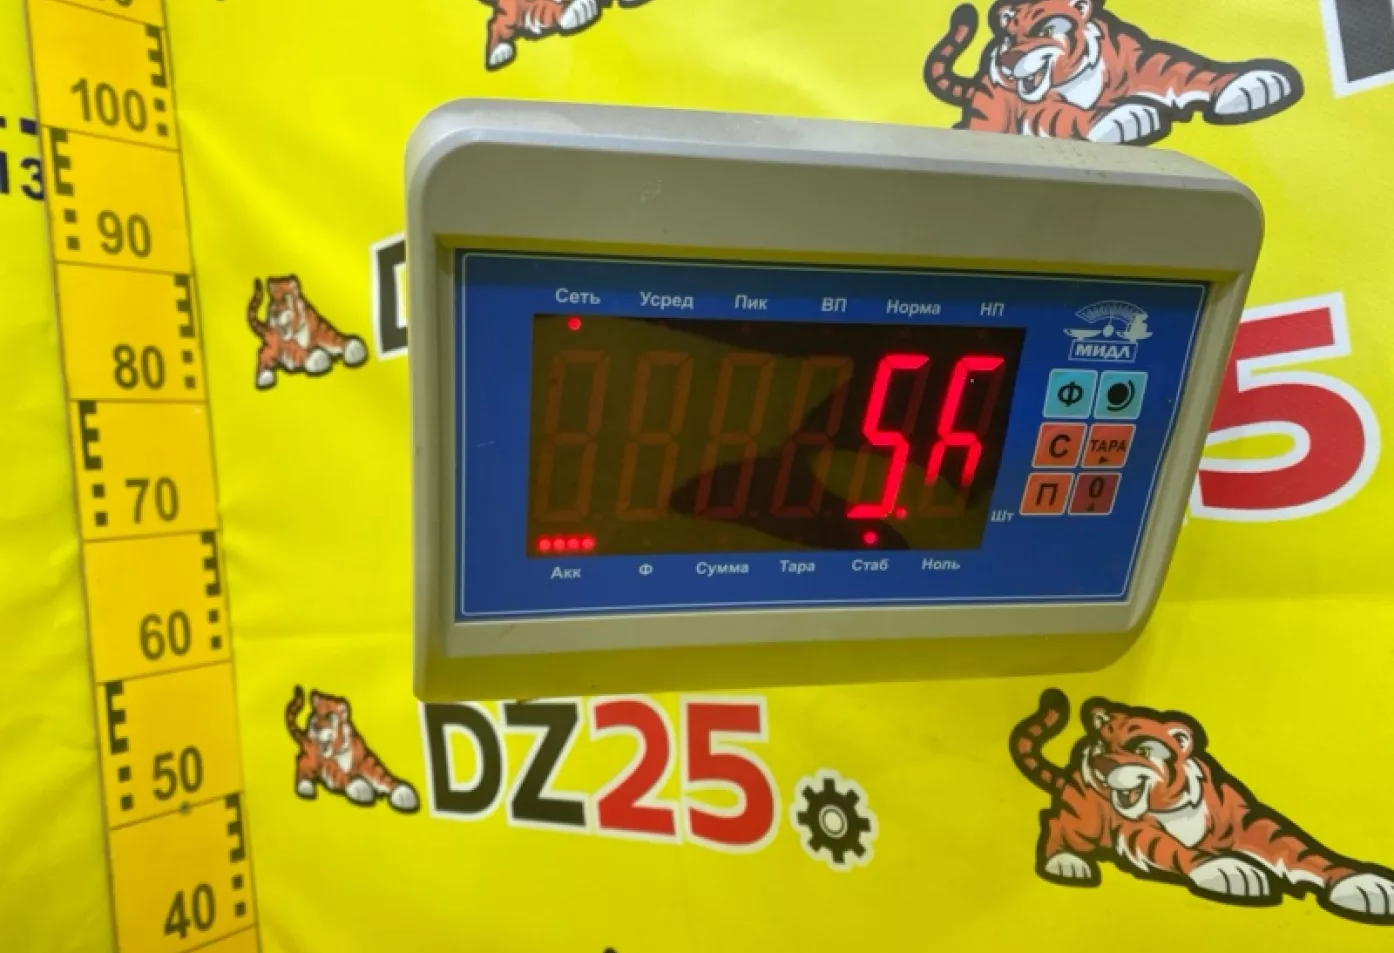 100
13
90
80
70
60
50
40
Сеть Усред Пик ВП Норма НП
МИДЛ
Ф
С ТАРА
П 0
Шт
Акк Ф Сумма Тара Стаб Ноль
D
5
DZ25